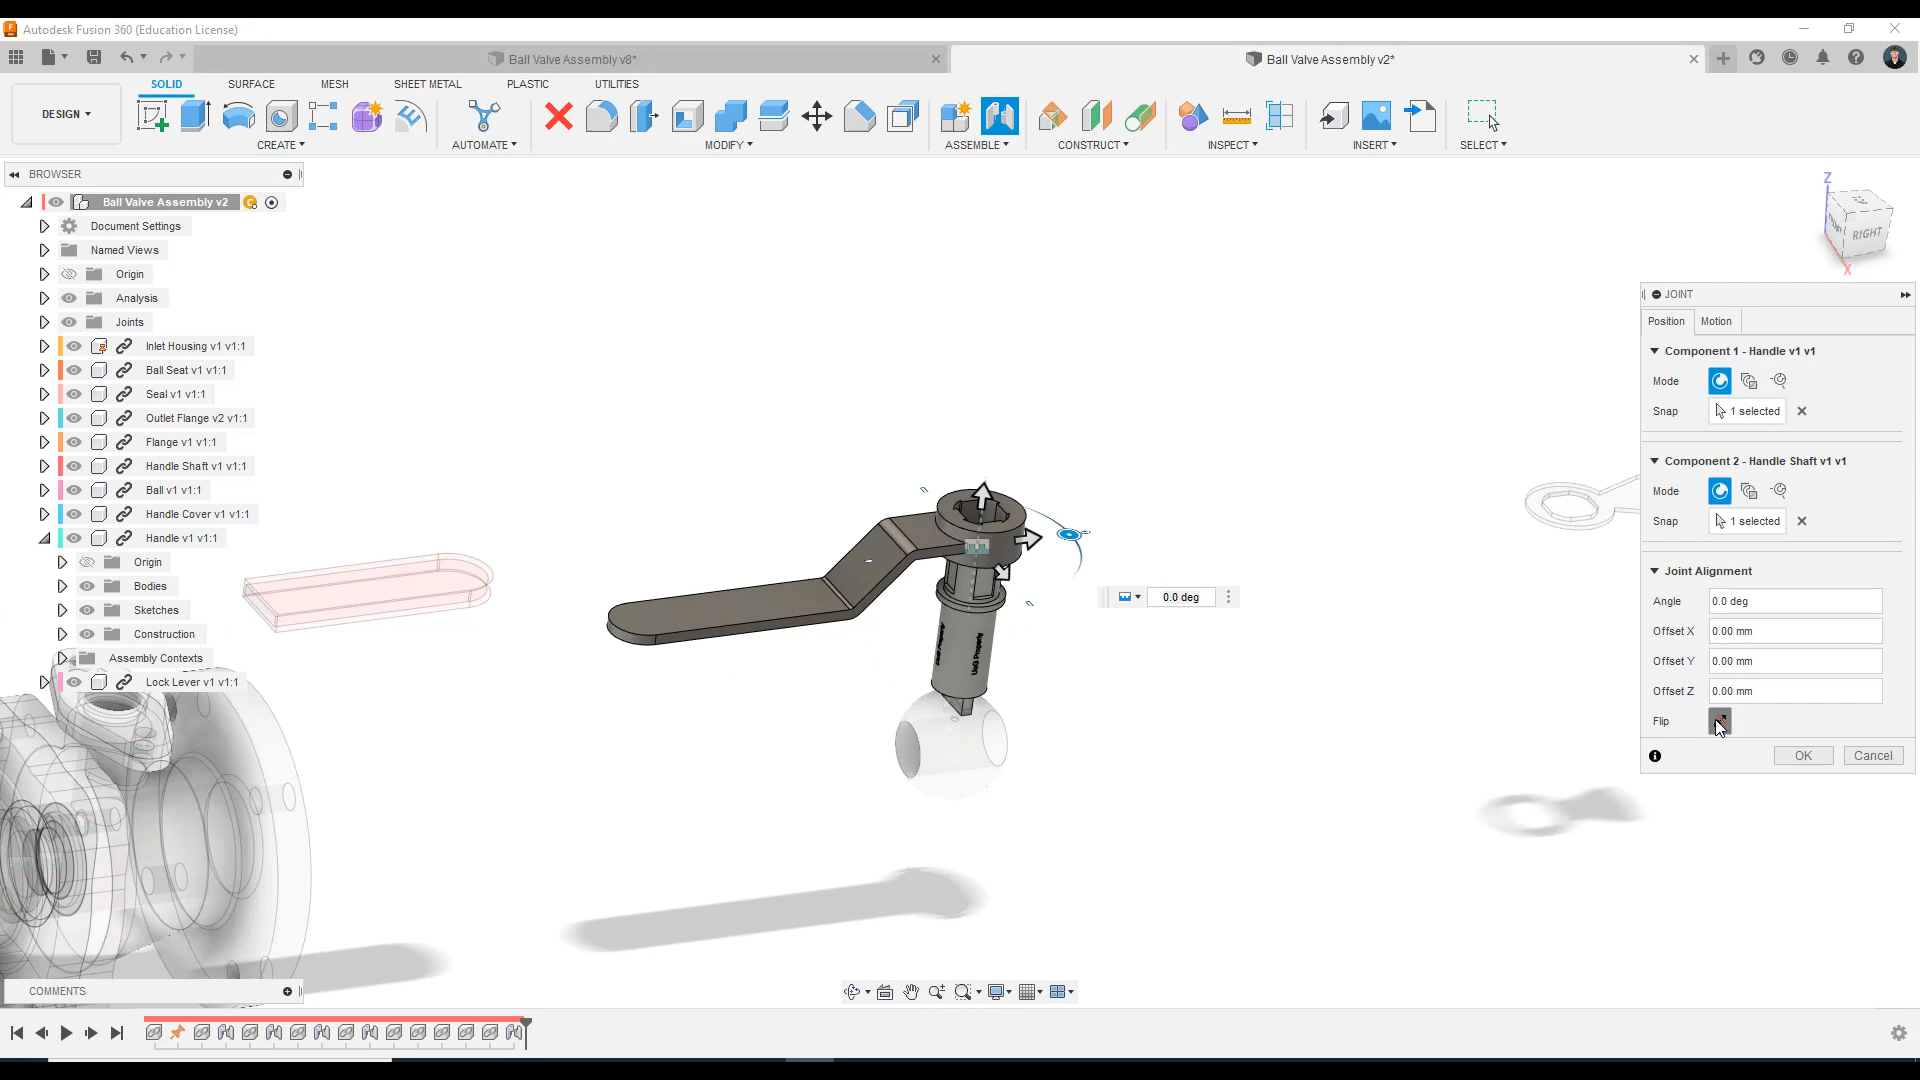 Autodesk Fusion 360 (Education License)
Ball Valve Assembly v8*
Ball Valve Assembly v2*
SOLID
SURFACE
MESH
SHEET METAL
PLASTIC
UTILITIES
DESIGN
CREATE
AUTOMATE
MODIFY
ASSEMBLE
CONSTRUCT
INSPECT
INSERT
SELECT
BROWSER
Ball Valve Assembly v2
Document Settings
Named Views
Origin
Analysis
Joints
Inlet Housing v1 v1:1
Ball Seat v1 v1:1
Seal v1 v1:1
Outlet Flange v2 v1:1
Flange v1 v1:1
Handle Shaft v1 v1:1
Ball v1 v1:1
Handle Cover v1 v1:1
Handle v1 v1:1
Origin
Bodies
Sketches
Construction
Assembly Contexts
Lock Lever v1 v1:1
UoG Property
UoG Property
0.0 deg
Z
RIGHT
X
JOINT
Position
Motion
Component 1 - Handle v1 v1
Mode
Snap
1 selected
Component 2 - Handle Shaft v1 v1
Mode
Snap
1 selected
Joint Alignment
Angle
0.0 deg
Offset X
0.00 mm
Offset Y
0.00 mm
Offset Z
0.00 mm
Flip
OK
Cancel
COMMENTS